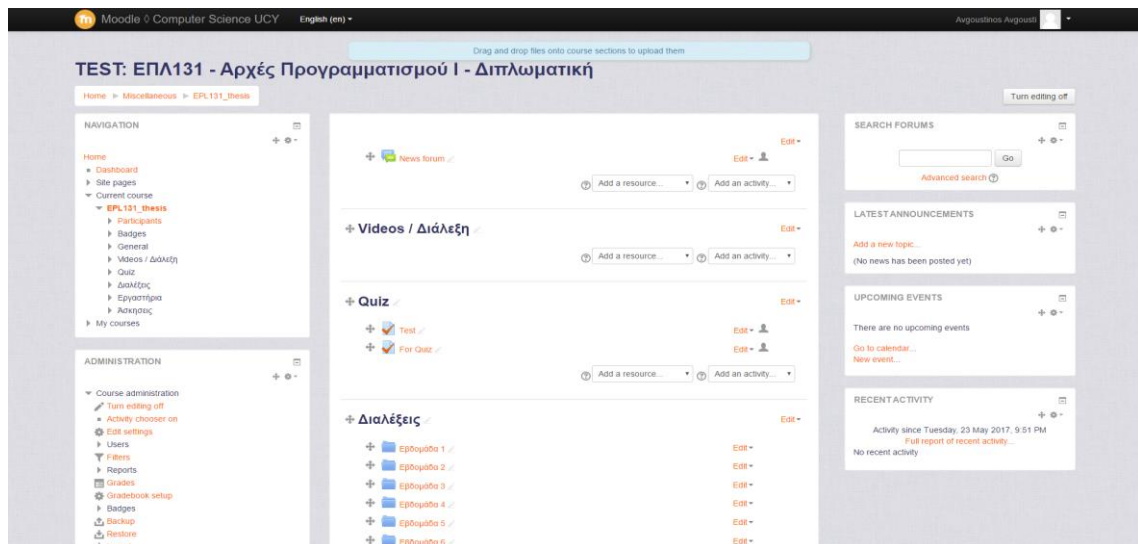 Moodle ◊ Computer Science UCY English (en)
Avgoustinos Avgousti
Drag and drop files onto course sections to upload them
TEST: ΕΠΛ131 - Αρχές Προγραμματισμού Ι - Διπλωματική
Home Miscellaneous EPL131_thesis
Turn editing off
NAVIGATION
Home
Dashboard
Site pages
Current course
EPL131_thesis
Participants
Badges
General
Videos / Διάλεξη
Quiz
Διαλέξεις
Εργαστήρια
Άσκησεις
My courses
ADMINISTRATION
Course administration
Turn editing off
Activity chooser on
Edit settings
Users
Filters
Reports
Grades
Gradebook setup
Badges
Backup
Restore
Edit
News forum Edit
Add a resource... Add an activity...
Videos / Διάλεξη Edit
Add a resource... Add an activity...
Quiz Edit
Test Edit
For Quiz Edit
Add a resource... Add an activity...
Διαλέξεις Edit
Εβδομάδα 1 Edit
Εβδομάδα 2 Edit
Εβδομάδα 3 Edit
Εβδομάδα 4 Edit
Εβδομάδα 5 Edit
Εβδομάδα 6 Edit
SEARCH FORUMS
Go
Advanced search
LATEST ANNOUNCEMENTS
Add a new topic...
(No news has been posted yet)
UPCOMING EVENTS
There are no upcoming events
Go to calendar...
New event...
RECENT ACTIVITY
Activity since Tuesday, 23 May 2017, 9:51 PM
Full report of recent activity...
No recent activity